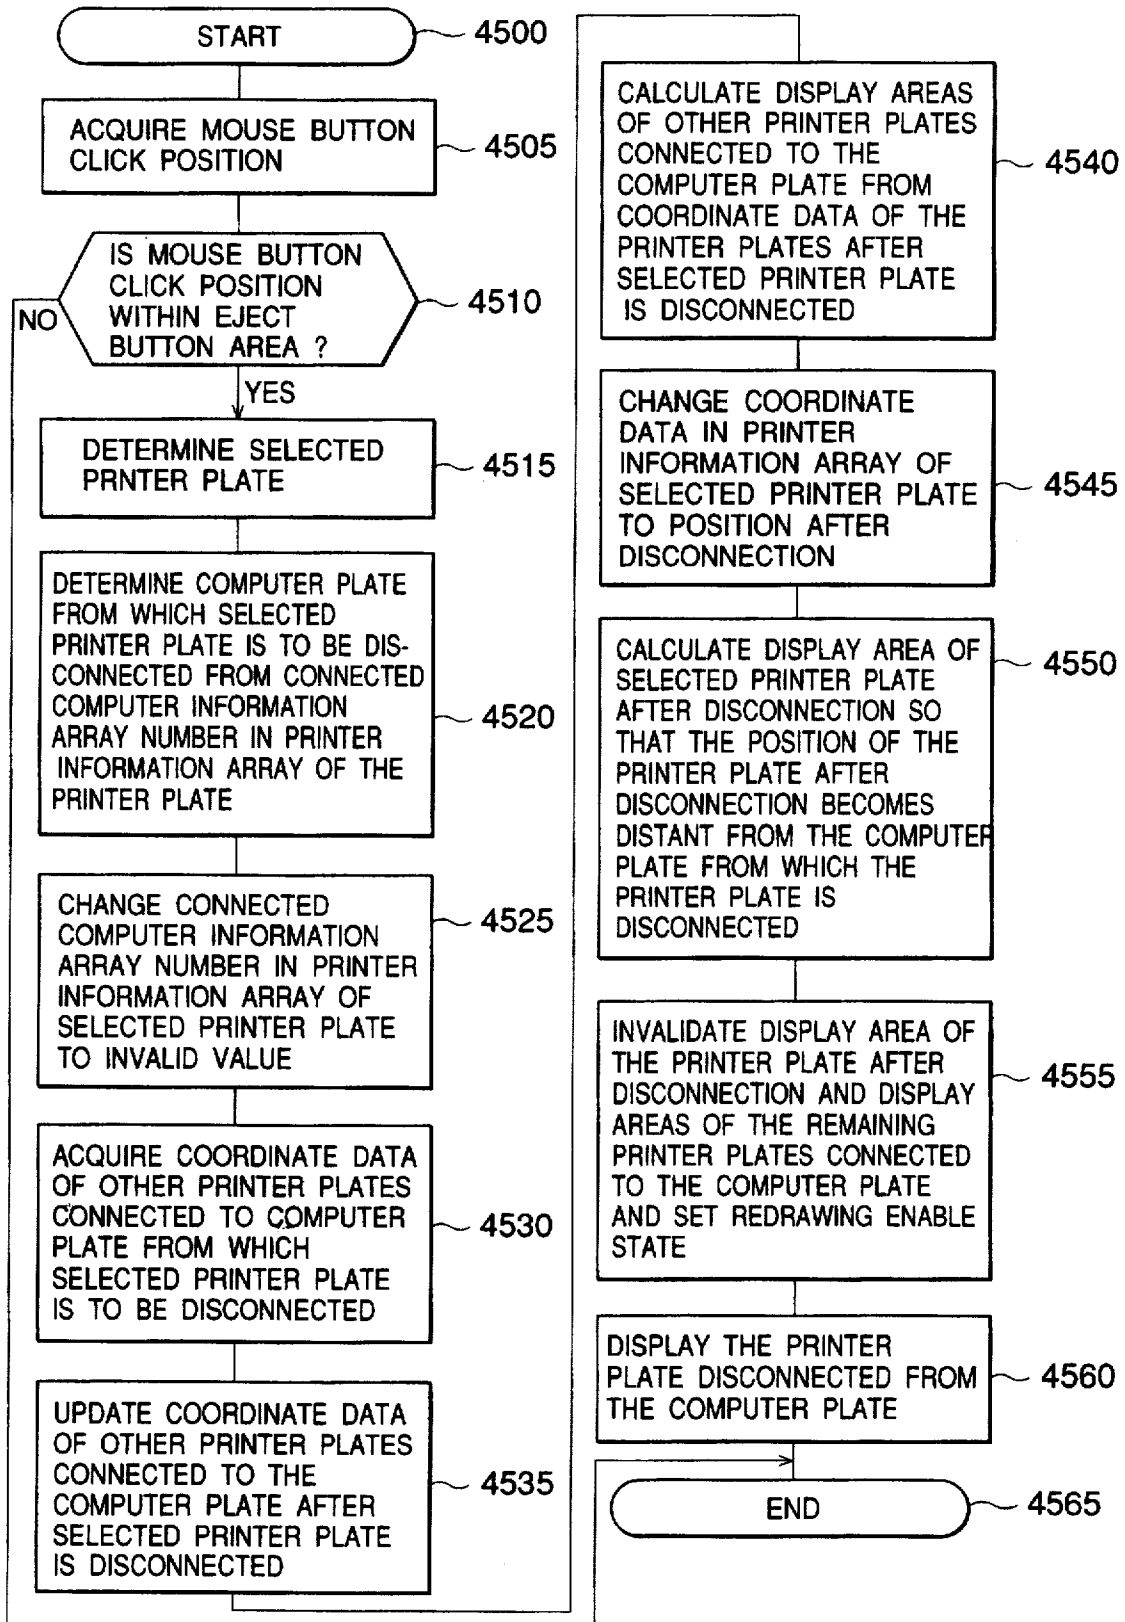 START
4500
ACQUIRE MOUSE BUTTON
CLICK POSITION
4505
IS MOUSE BUTTON
CLICK POSITION
WITHIN EJECT
BUTTON AREA ?
4510
NO
YES
DETERMINE SELECTED
PRNTER PLATE
4515
DETERMINE COMPUTER PLATE
FROM WHICH SELECTED
PRINTER PLATE IS TO BE DIS-
CONNECTED FROM CONNECTED
COMPUTER INFORMATION
ARRAY NUMBER IN PRINTER
INFORMATION ARRAY OF THE
PRINTER PLATE
4520
CHANGE CONNECTED
COMPUTER INFORMATION
ARRAY NUMBER IN PRINTER
INFORMATION ARRAY OF
SELECTED PRINTER PLATE
TO INVALID VALUE
4525
ACQUIRE COORDINATE DATA
OF OTHER PRINTER PLATES
CONNECTED TO COMPUTER
PLATE FROM WHICH
SELECTED PRINTER PLATE
IS TO BE DISCONNECTED
4530
UPDATE COORDINATE DATA
OF OTHER PRINTER PLATES
CONNECTED TO THE
COMPUTER PLATE AFTER
SELECTED PRINTER PLATE
IS DISCONNECTED
4535
CALCULATE DISPLAY AREAS
OF OTHER PRINTER PLATES
CONNECTED TO THE
COMPUTER PLATE FROM
COORDINATE DATA OF THE
PRINTER PLATES AFTER
SELECTED PRINTER PLATE
IS DISCONNECTED
4540
CHANGE COORDINATE
DATA IN PRINTER
INFORMATION ARRAY OF
SELECTED PRINTER PLATE
TO POSITION AFTER
DISCONNECTION
4545
CALCULATE DISPLAY AREA OF
SELECTED PRINTER PLATE
AFTER DISCONNECTION SO
THAT THE POSITION OF THE
PRINTER PLATE AFTER
DISCONNECTION BECOMES
DISTANT FROM THE COMPUTER
PLATE FROM WHICH THE
PRINTER PLATE IS
DISCONNECTED
4550
INVALIDATE DISPLAY AREA OF
THE PRINTER PLATE AFTER
DISCONNECTION AND DISPLAY
AREAS OF THE REMAINING
PRINTER PLATES CONNECTED
TO THE COMPUTER PLATE
AND SET REDRAWING ENABLE
STATE
4555
DISPLAY THE PRINTER
PLATE DISCONNECTED FROM
THE COMPUTER PLATE
4560
END
4565